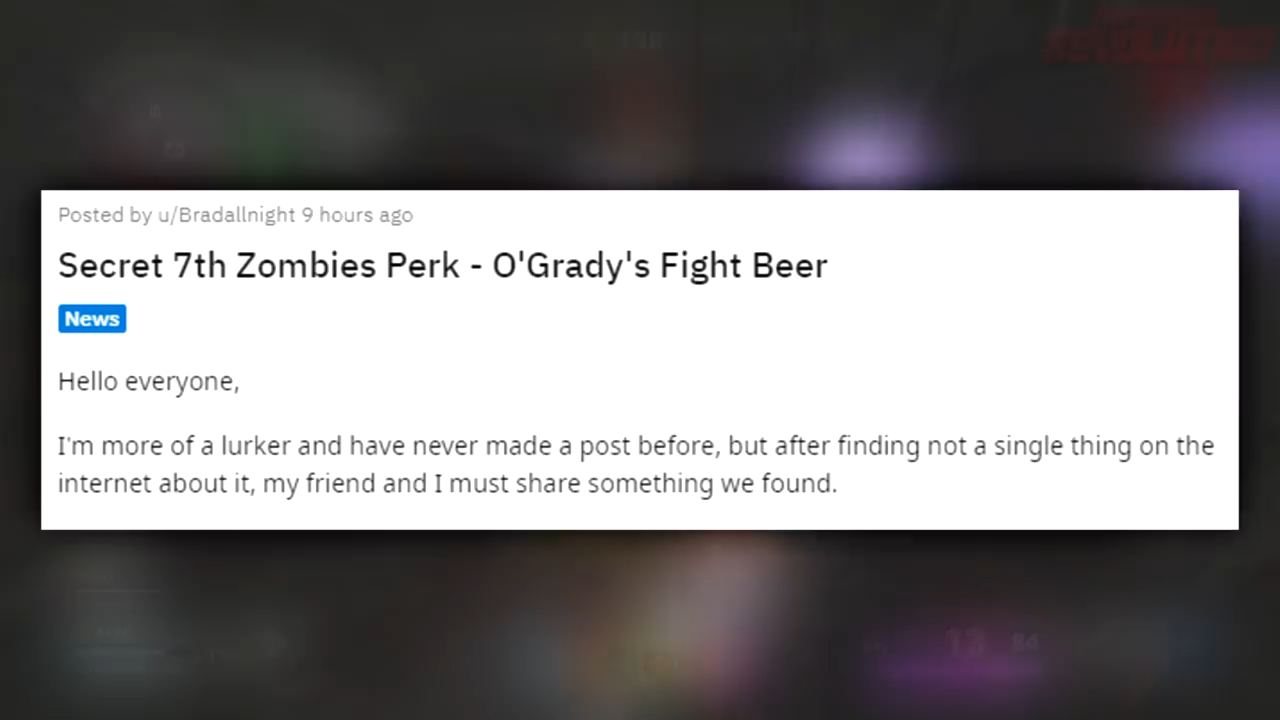 Posted by u/Bradallnight 9 hours ago
Secret 7th Zombies Perk - O'Grady's Fight Beer
News
Hello everyone,
I'm more of a lurker and have never made a post before, but after finding not a single thing on the
internet about it, my friend and I must share something we found.
13 84